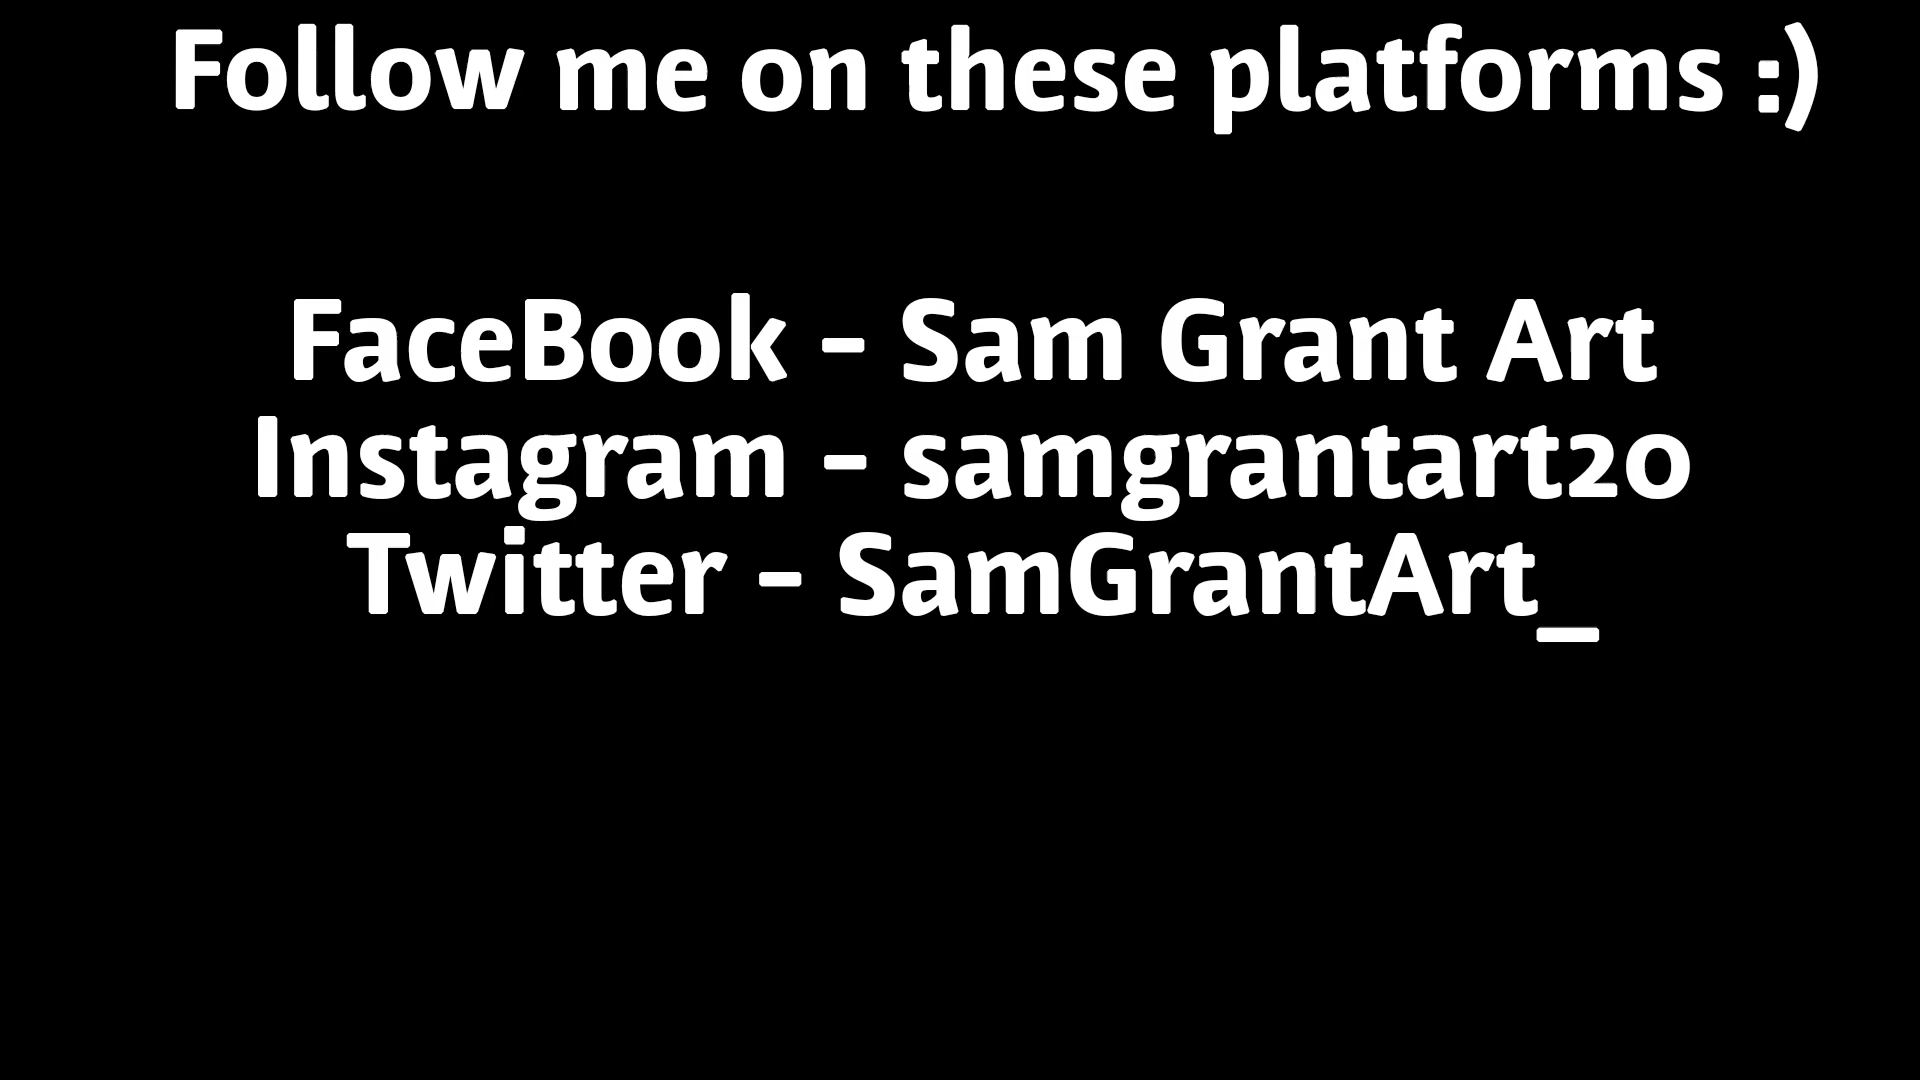 Follow me on these platforms :)
FaceBook - Sam Grant Art
Instagram - samgrantart20
Twitter - SamGrantArt_